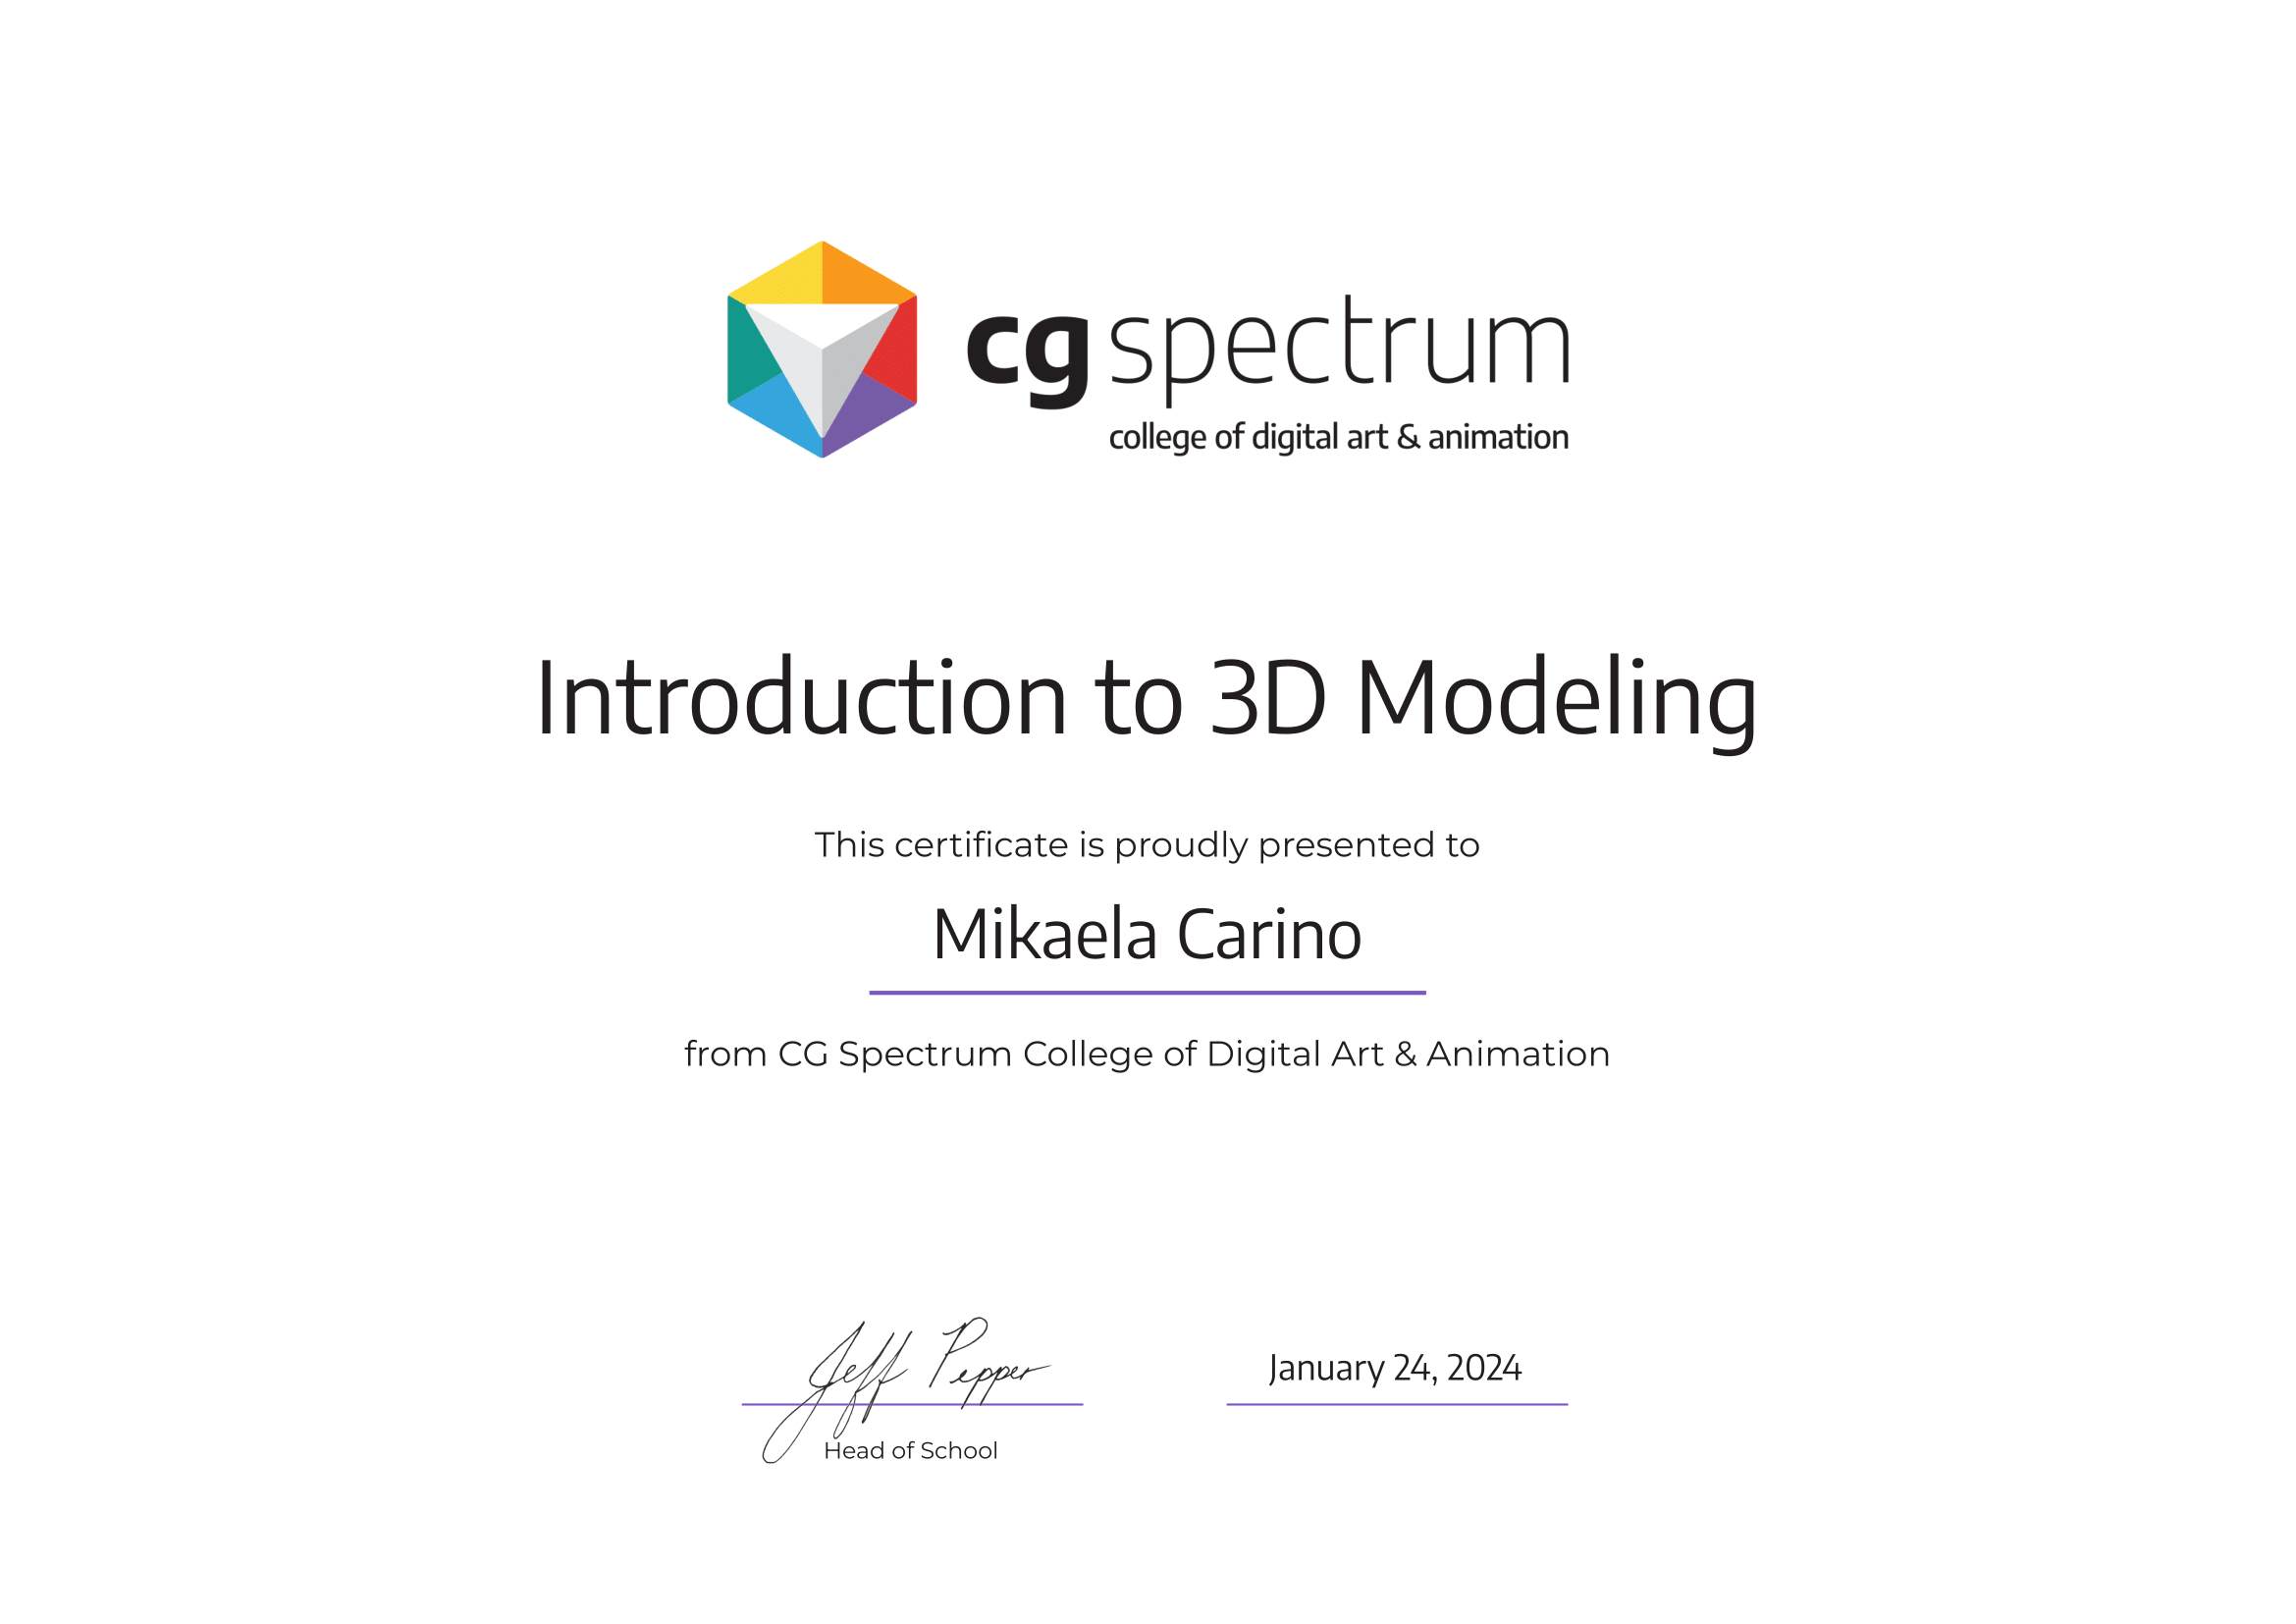 cg spectrum
college of digital art & animation
Introduction to 3D Modeling
This certificate is proudly presented to
Mikaela Carino
from CG Spectrum College of Digital Art & Animation
Jeff Pepper
January 24, 2024
Head of School